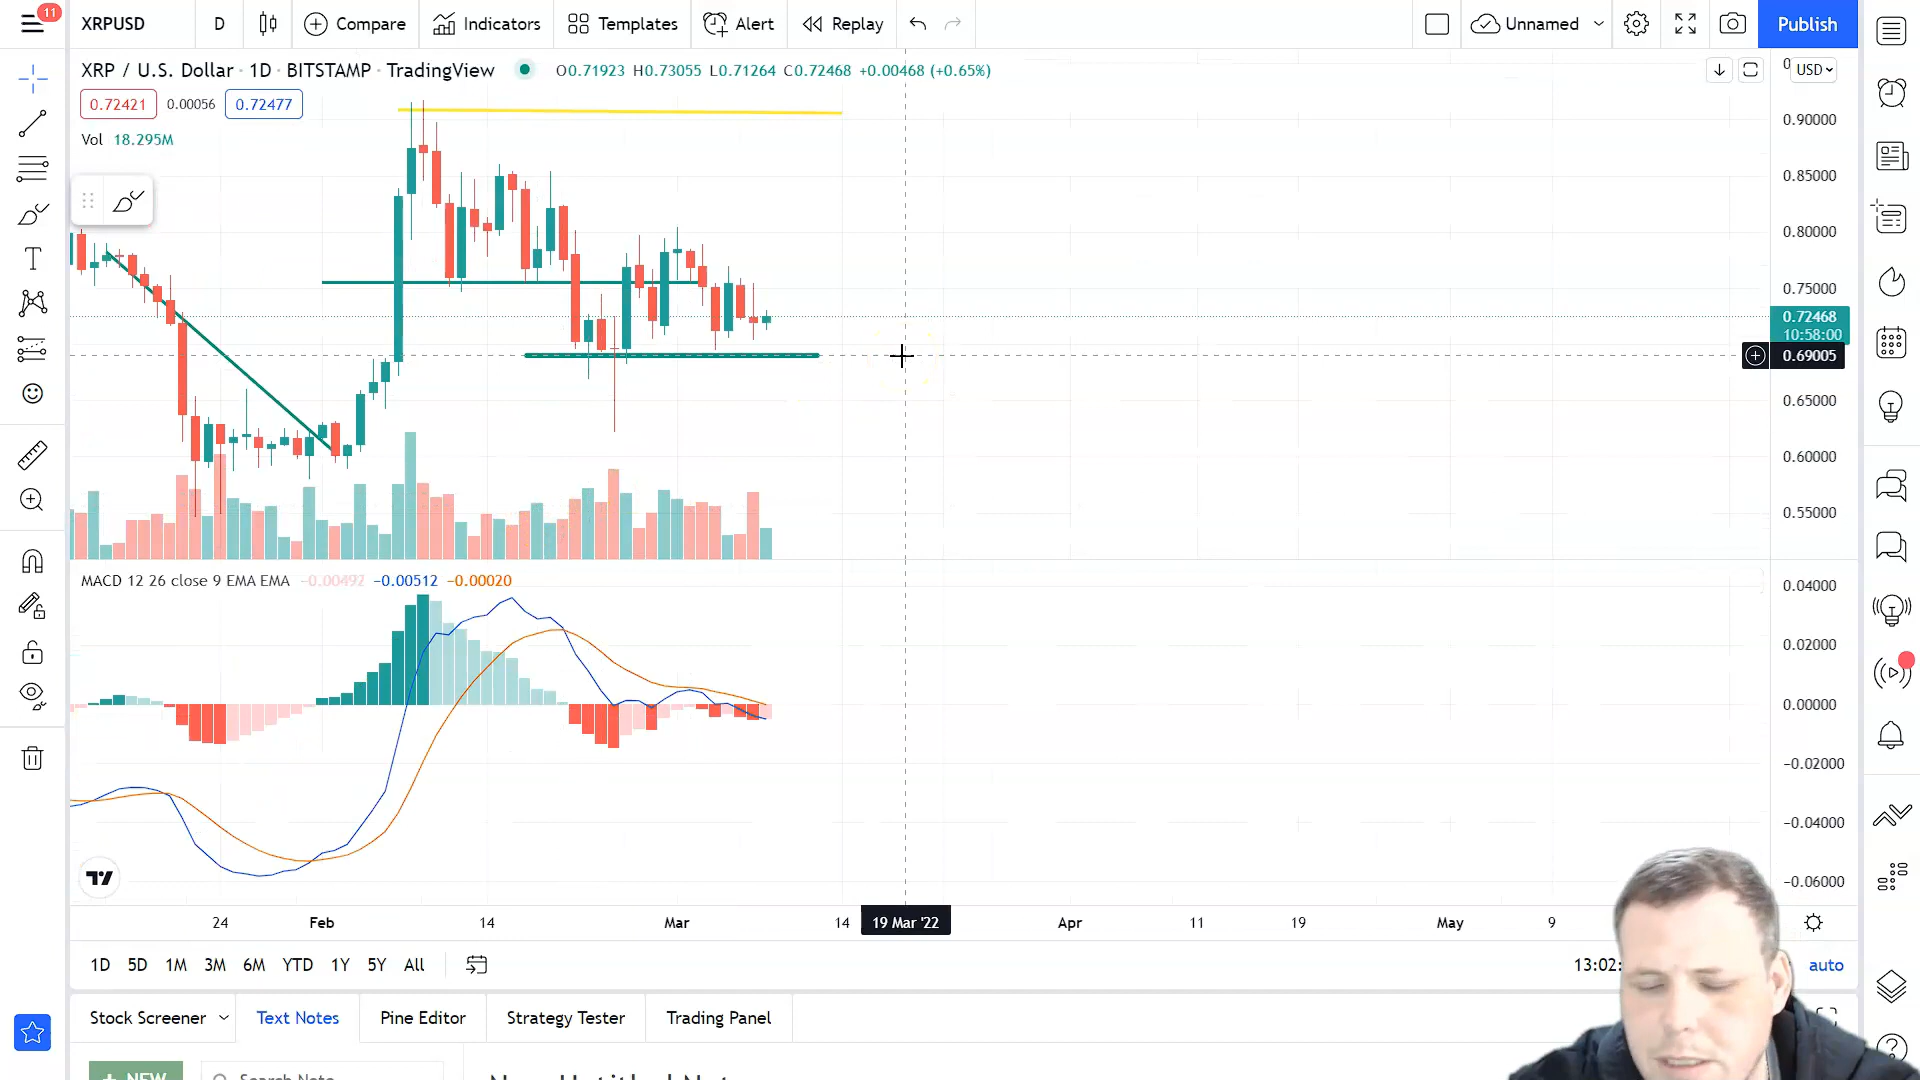 11
XRPUSD
D
Compare
Indicators
Templates
Alert
Replay
Unnamed
Publish
XRP / U.S. Dollar · 1D · BITSTAMP · TradingView
O0.71923 H0.73055 L0.71264 C0.72468 +0.00468 (+0.65%)
USD
0.72421
0.00056
0.72477
Vol 18.295M
0.90000
0.85000
0.80000
0.75000
0.72468
10:58:00
0.69005
0.65000
0.60000
0.55000
MACD 12 26 close 9 EMA EMA −0.00492 −0.00512 −0.00020
0.04000
0.02000
0.00000
−0.02000
−0.04000
−0.06000
24
Feb
14
Mar
14
19 Mar '22
Apr
11
19
May
9
1D
5D
1M
3M
6M
YTD
1Y
5Y
All
13:02:
auto
Stock Screener
Text Notes
Pine Editor
Strategy Tester
Trading Panel
+ NEW
Search Note